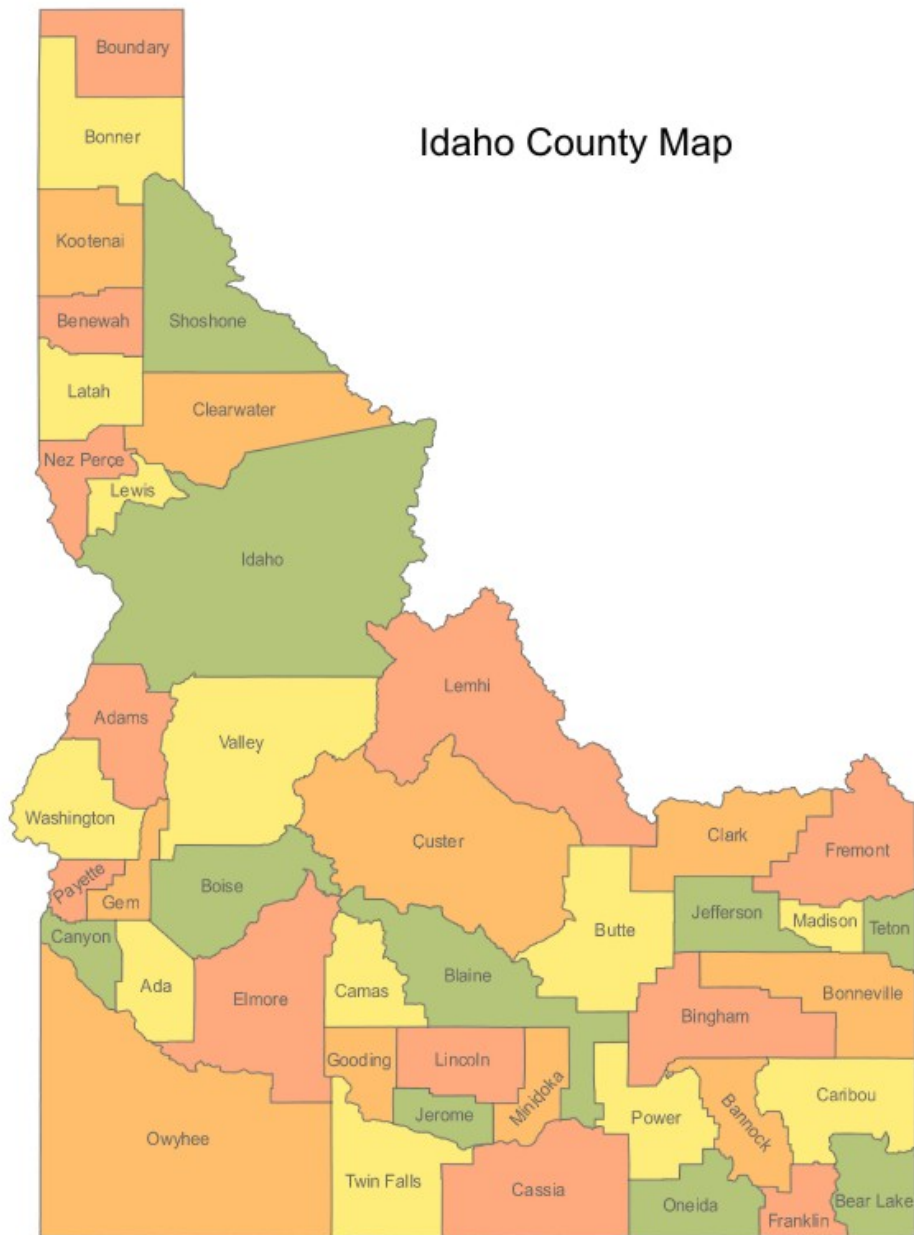 Boundary
Idaho County Map
Bonner
Kootenai
Benewah
Shoshone
Latah
Clearwater
Nez Perçe
Lewis
Idaho
Lemhi
Adams
Valley
Washington
Çuster
Clark
Fremont
Payette
Gem
Boise
Butte
Jefferson
Madison
Teton
Canyon
Ada
Elmore
Camas
Blaine
Bonneville
Bingham
Gooding
Lincoln
Minidoka
Jerome
Power
Bannock
Caribou
Owyhee
Twin Falls
Cassia
Oneida
Franklin
Bear Lake